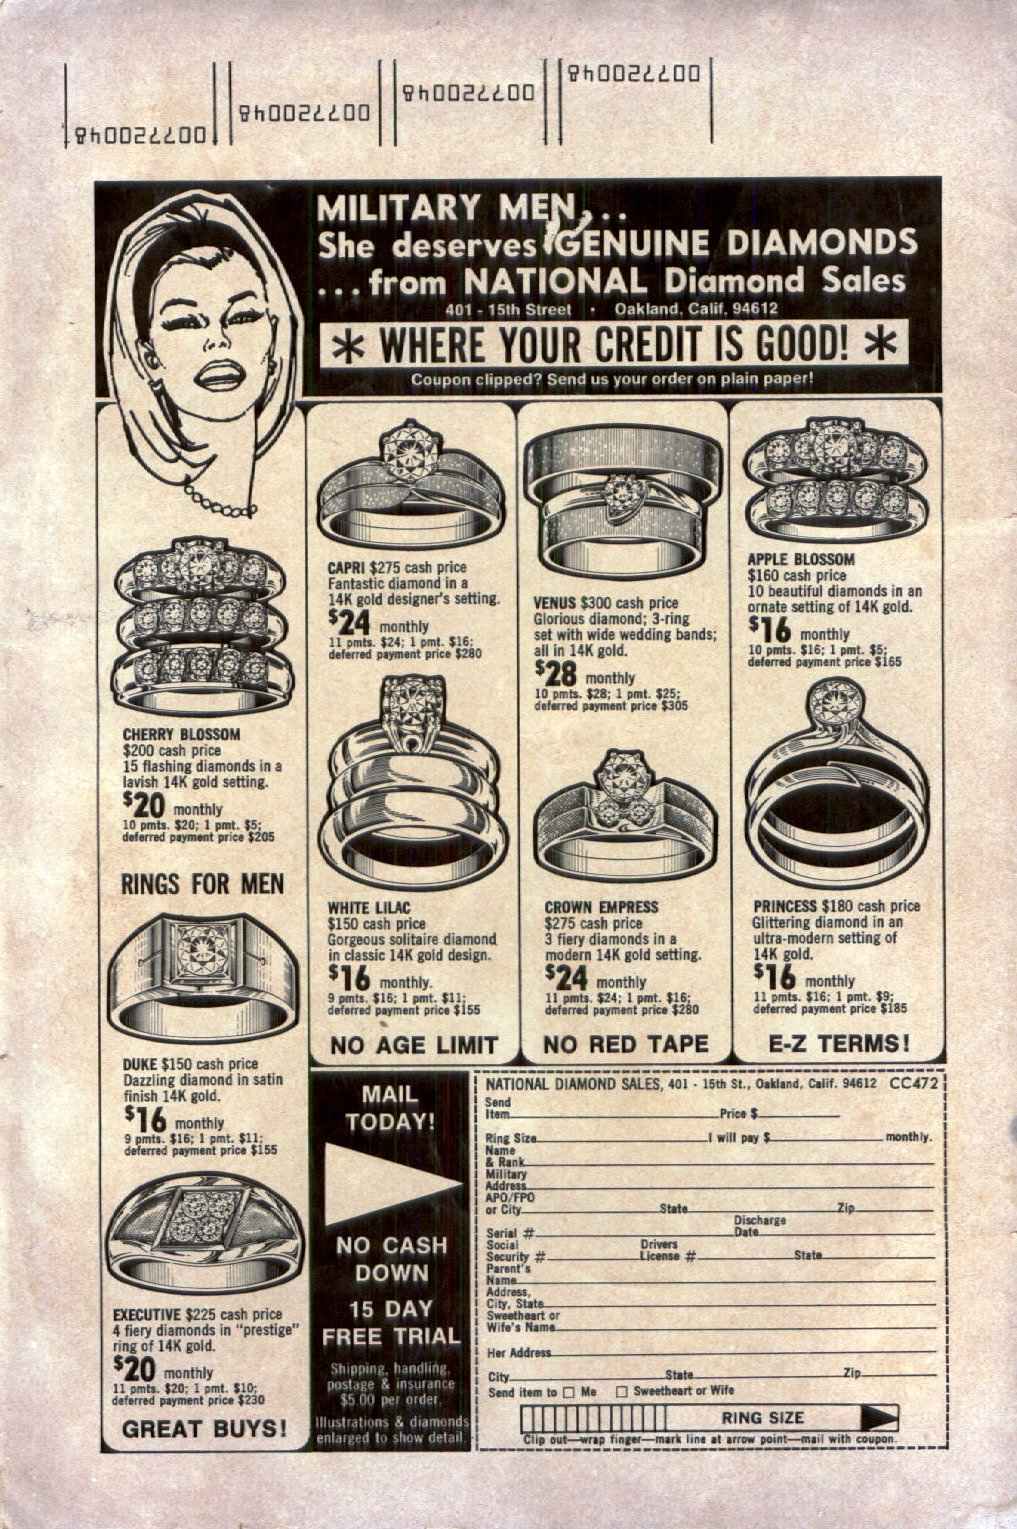 007720048
007720048
007720048
007720048
MILITARY MEN...
She deserves GENUINE DIAMONDS
...from NATIONAL Diamond Sales
401 - 15th Street • Oakland, Calif. 94612
* WHERE YOUR CREDIT IS GOOD! *
Coupon clipped? Send us your order on plain paper!
CHERRY BLOSSOM
$200 cash price
15 flashing diamonds in a
lavish 14K gold setting.
$20 monthly
10 pmts. $20; 1 pmt. $5;
deferred payment price $205
RINGS FOR MEN
DUKE $150 cash price
Dazzling diamond in satin
finish 14K gold.
$16 monthly
9 pmts. $16; 1 pmt. $11;
deferred payment price $155
EXECUTIVE $225 cash price
4 fiery diamonds in "prestige"
ring of 14K gold.
$20 monthly
11 pmts. $20; 1 pmt. $10;
deferred payment price $230
GREAT BUYS!
CAPRI $275 cash price
Fantastic diamond in a
14K gold designer's setting.
$24 monthly
11 pmts. $24; 1 pmt. $16;
deferred payment price $280
WHITE LILAC
$150 cash price
Gorgeous solitaire diamond
in classic 14K gold design.
$16 monthly.
9 pmts. $16; 1 pmt. $11;
deferred payment price $155
NO AGE LIMIT
VENUS $300 cash price
Glorious diamond; 3-ring
set with wide wedding bands;
all in 14K gold.
$28 monthly
10 pmts. $28; 1 pmt. $25;
deferred payment price $305
CROWN EMPRESS
$275 cash price
3 fiery diamonds in a
modern 14K gold setting.
$24 monthly
11 pmts. $24; 1 pmt. $16;
deferred payment price $280
NO RED TAPE
APPLE BLOSSOM
$160 cash price
10 beautiful diamonds in an
ornate setting of 14K gold.
$16 monthly
10 pmts. $16; 1 pmt. $5;
deferred payment price $165
PRINCESS $180 cash price
Glittering diamond in an
ultra-modern setting of
14K gold.
$16 monthly
11 pmts. $16; 1 pmt. $9;
deferred payment price $185
E-Z TERMS!
MAIL
TODAY!
NO CASH
DOWN
15 DAY
FREE TRIAL
Shipping, handling,
postage & insurance
$5.00 per order.
Illustrations & diamonds
enlarged to show detail.
NATIONAL DIAMOND SALES, 401 - 15th St., Oakland, Calif. 94612 CC472
Send
Item Price $
Ring Size I will pay $ monthly.
Name
& Rank
Military
Address
APO/FPO
or City State Zip
Discharge
Serial # Date
Social Drivers
Security # License # State
Parent's
Name
Address,
City, State
Sweetheart or
Wife's Name
Her Address
City State Zip
Send item to □ Me □ Sweetheart or Wife
RING SIZE
Clip out—wrap finger—mark line at arrow point—mail with coupon.